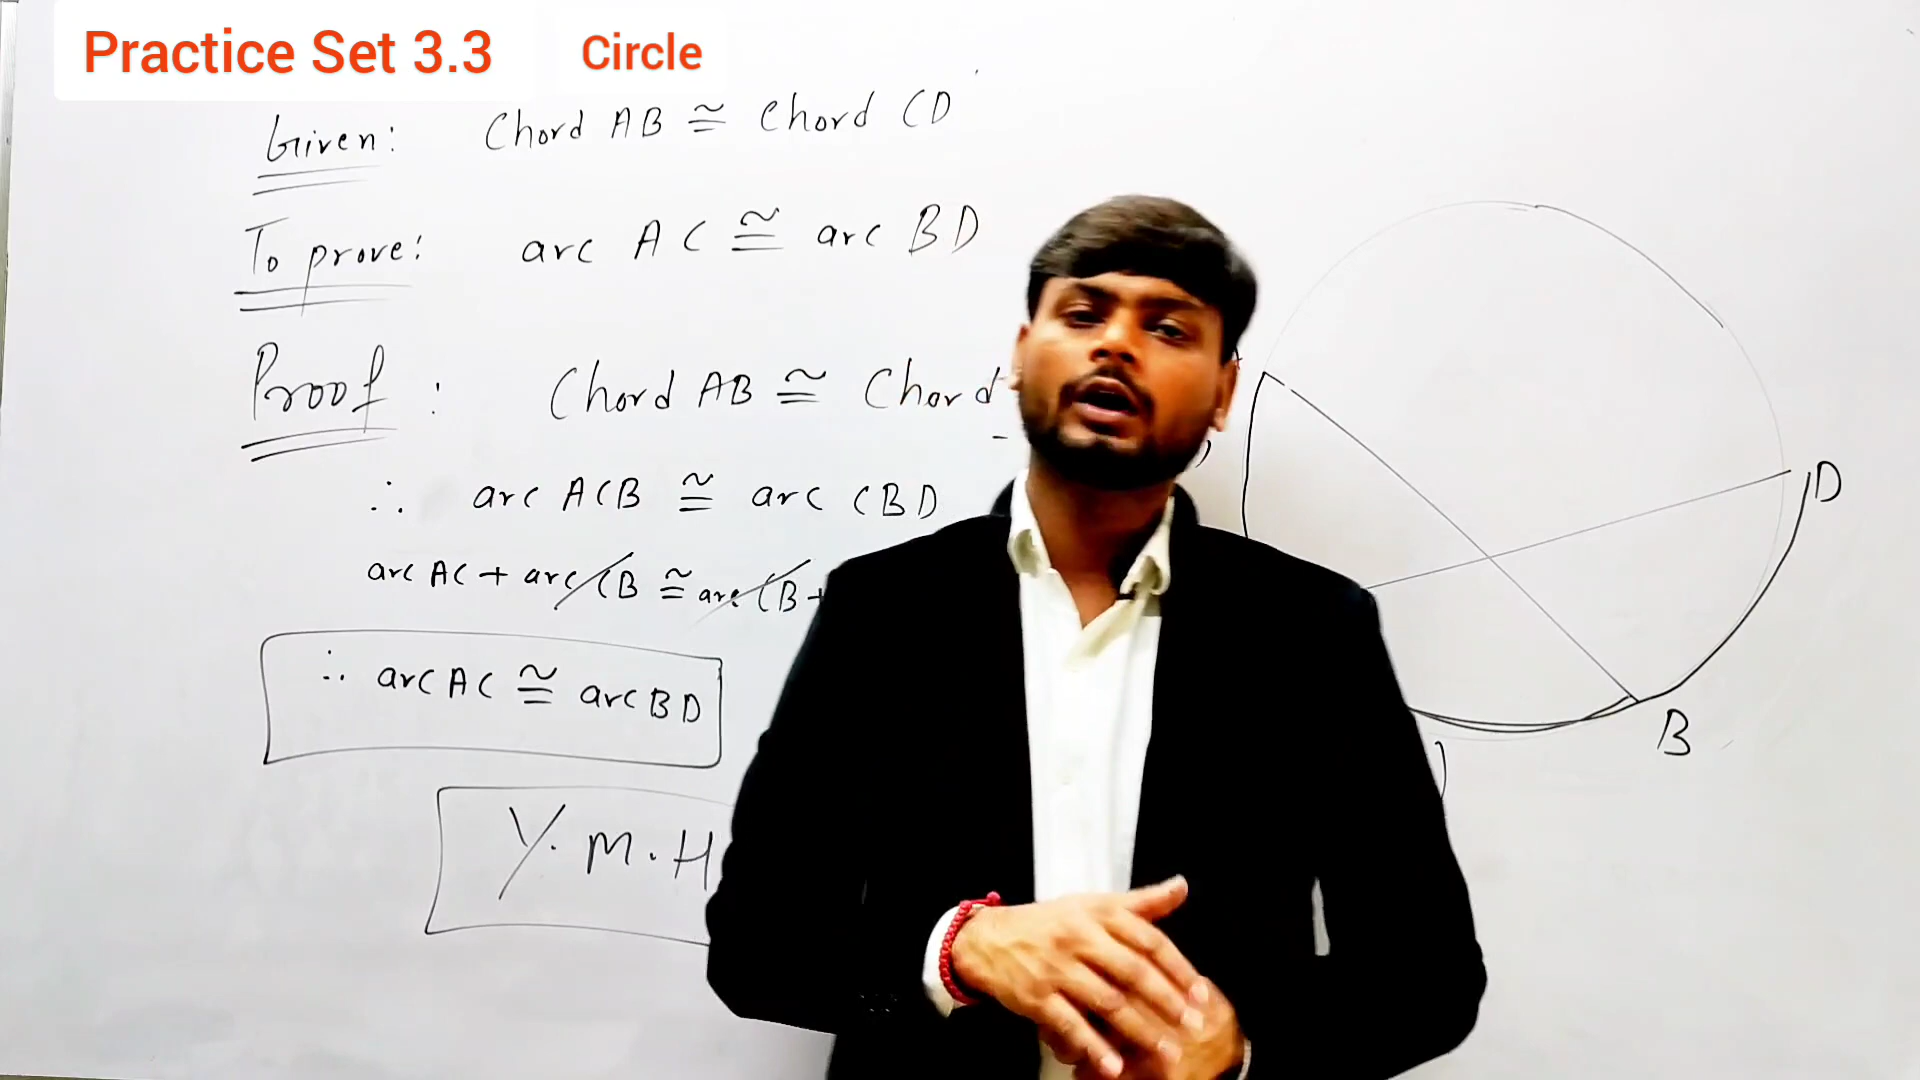 Practice Set 3.3 Circle
Given: Chord AB ≅ Chord CD
To prove: arc AC ≅ arc BD
Proof : Chord AB ≅ Chord
∴ arc ACB ≅ arc CBD
arc AC + arc CB ≅ arc CB +
∴ arc AC ≅ arc BD
Y. M. H
D
B